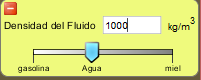 Densidad del Fluido 1000 kg/m³
gasolina Agua miel